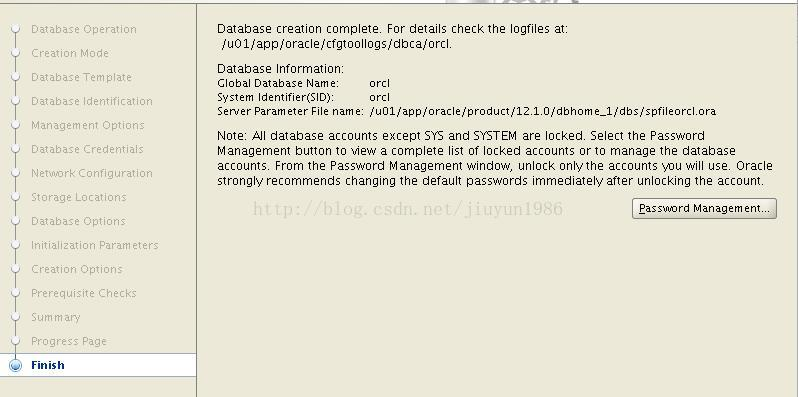 Database Operation
Creation Mode
Database Template
Database Identification
Management Options
Database Credentials
Network Configuration
Storage Locations
Database Options
Initialization Parameters
Creation Options
Prerequisite Checks
Summary
Progress Page
Finish
Database creation complete. For details check the logfiles at:
/u01/app/oracle/cfgtoollogs/dbca/orcl.
Database Information:
Global Database Name: orcl
System Identifier(SID): orcl
Server Parameter File name: /u01/app/oracle/product/12.1.0/dbhome_1/dbs/spfileorcl.ora
Note: All database accounts except SYS and SYSTEM are locked. Select the Password
Management button to view a complete list of locked accounts or to manage the database
accounts. From the Password Management window, unlock only the accounts you will use. Oracle
strongly recommends changing the default passwords immediately after unlocking the account.
http://blog.csdn.net/jiuyun1986
Password Management...